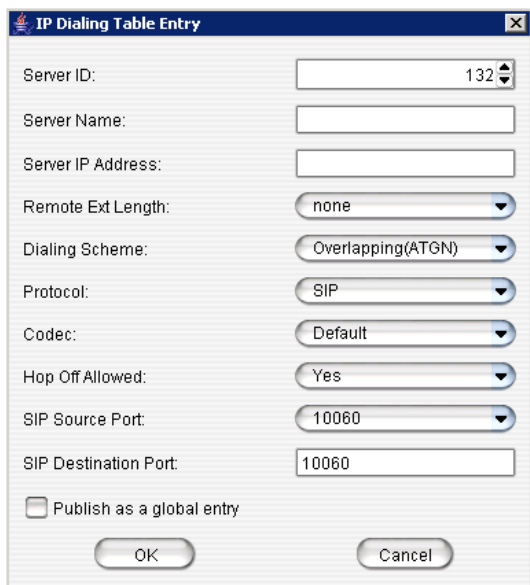 IP Dialing Table Entry
Server ID: 132
Server Name:
Server IP Address:
Remote Ext Length: none
Dialing Scheme: Overlapping(ATGN)
Protocol: SIP
Codec: Default
Hop Off Allowed: Yes
SIP Source Port: 10060
SIP Destination Port: 10060
Publish as a global entry
OK Cancel